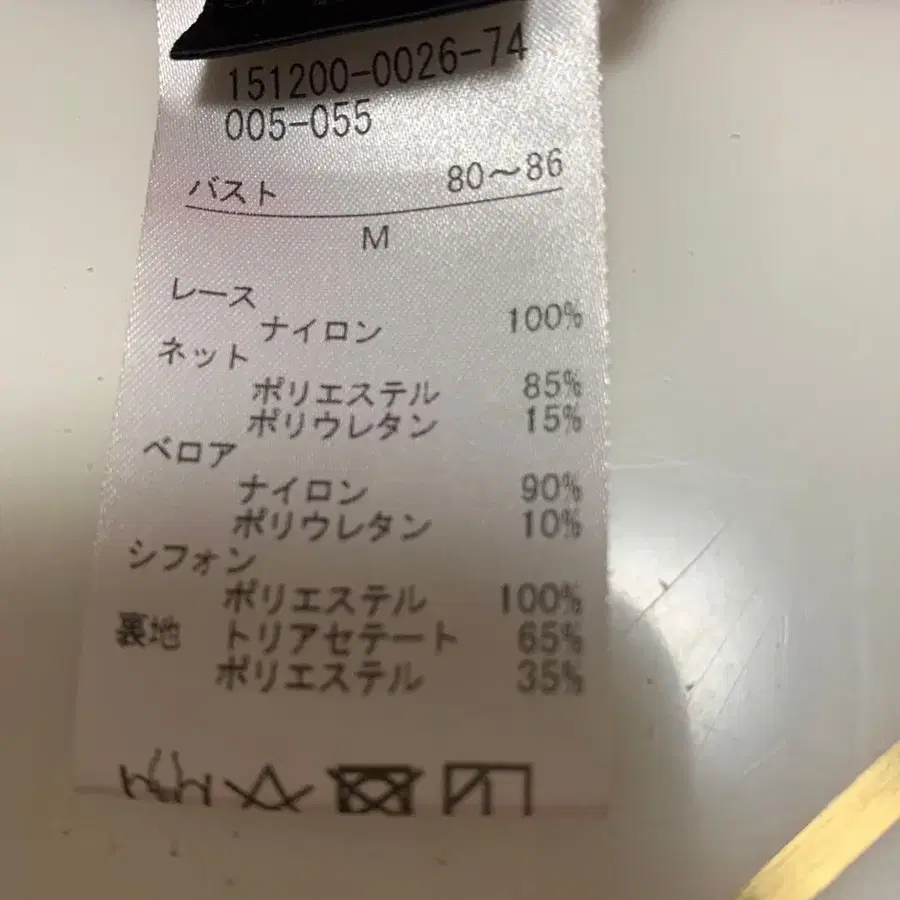 151200-0026-74
005-055
バスト 80～86
M
レース
ナイロン 100%
ネット
ポリエステル 85%
ポリウレタン 15%
ベロア
ナイロン 90%
ポリウレタン 10%
シフォン
ポリエステル 100%
裏地 トリアセテート 65%
ポリエステル 35%